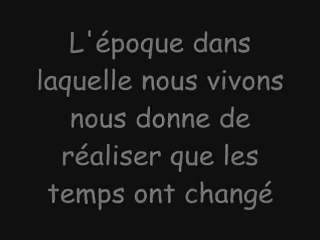 L'époque dans
laquelle nous vivons
nous donne de
réaliser que les
temps ont changé